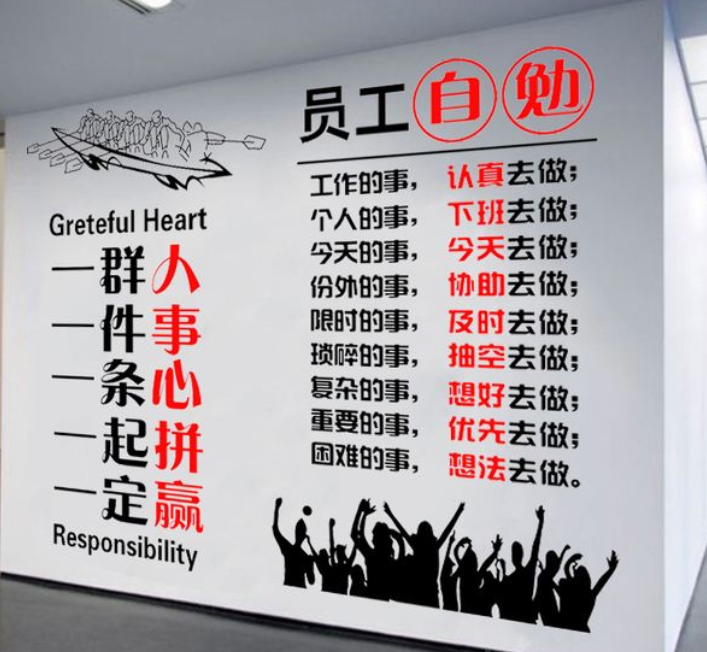 Greteful Heart
一群人
一件事
一条心
一起拼
一定赢
Responsibility
员工自勉
工作的事，认真去做；
个人的事，下班去做；
今天的事，今天去做；
份外的事，协助去做；
限时的事，及时去做；
琐碎的事，抽空去做；
复杂的事，想好去做；
重要的事，优先去做；
困难的事，想法去做。